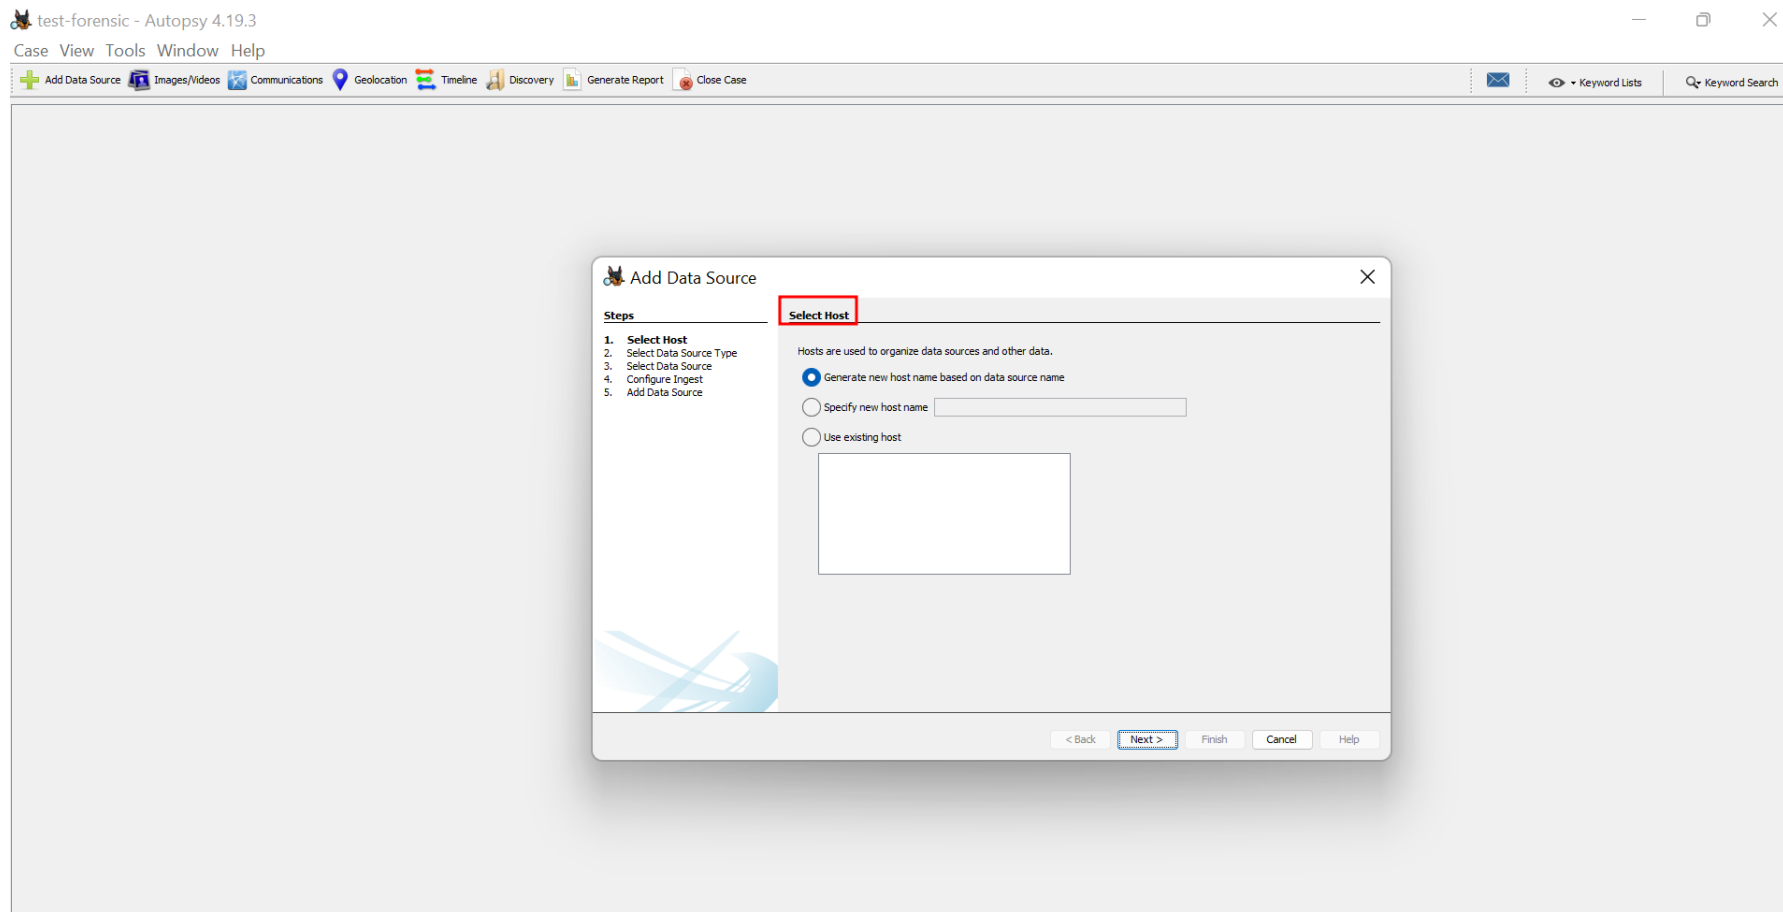 test-forensic - Autopsy 4.19.3
Case View Tools Window Help
Add Data Source Images/Videos Communications Geolocation Timeline Discovery Generate Report Close Case Keyword Lists Keyword Search
Add Data Source
Steps
1. Select Host
2. Select Data Source Type
3. Select Data Source
4. Configure Ingest
5. Add Data Source
Select Host
Hosts are used to organize data sources and other data.
Generate new host name based on data source name
Specify new host name
Use existing host
< Back Next > Finish Cancel Help